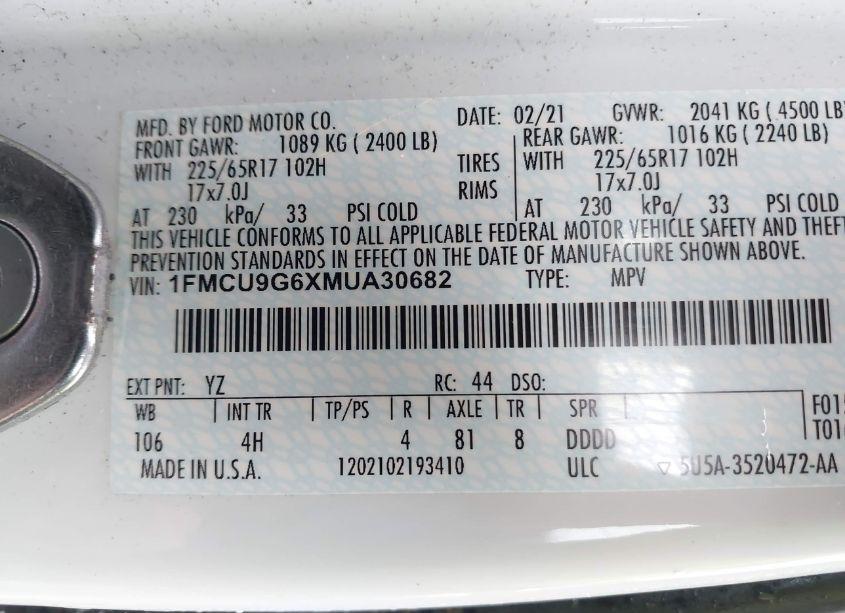 MFD. BY FORD MOTOR CO. DATE: 02/21 GVWR: 2041 KG ( 4500 LB)
FRONT GAWR: 1089 KG ( 2400 LB) REAR GAWR: 1016 KG ( 2240 LB)
WITH 225/65R17 102H TIRES WITH 225/65R17 102H
17x7.0J RIMS 17x7.0J
AT 230 kPa/ 33 PSI COLD AT 230 kPa/ 33 PSI COLD
THIS VEHICLE CONFORMS TO ALL APPLICABLE FEDERAL MOTOR VEHICLE SAFETY AND THEFT
PREVENTION STANDARDS IN EFFECT ON THE DATE OF MANUFACTURE SHOWN ABOVE.
VIN: 1FMCU9G6XMUA30682 TYPE: MPV
EXT PNT: YZ RC: 44 DSO:
WB INT TR TP/PS R AXLE TR SPR
106 4H 4 81 8 DDDD
MADE IN U.S.A. 1202102193410 ULC 5U5A-3520472-AA